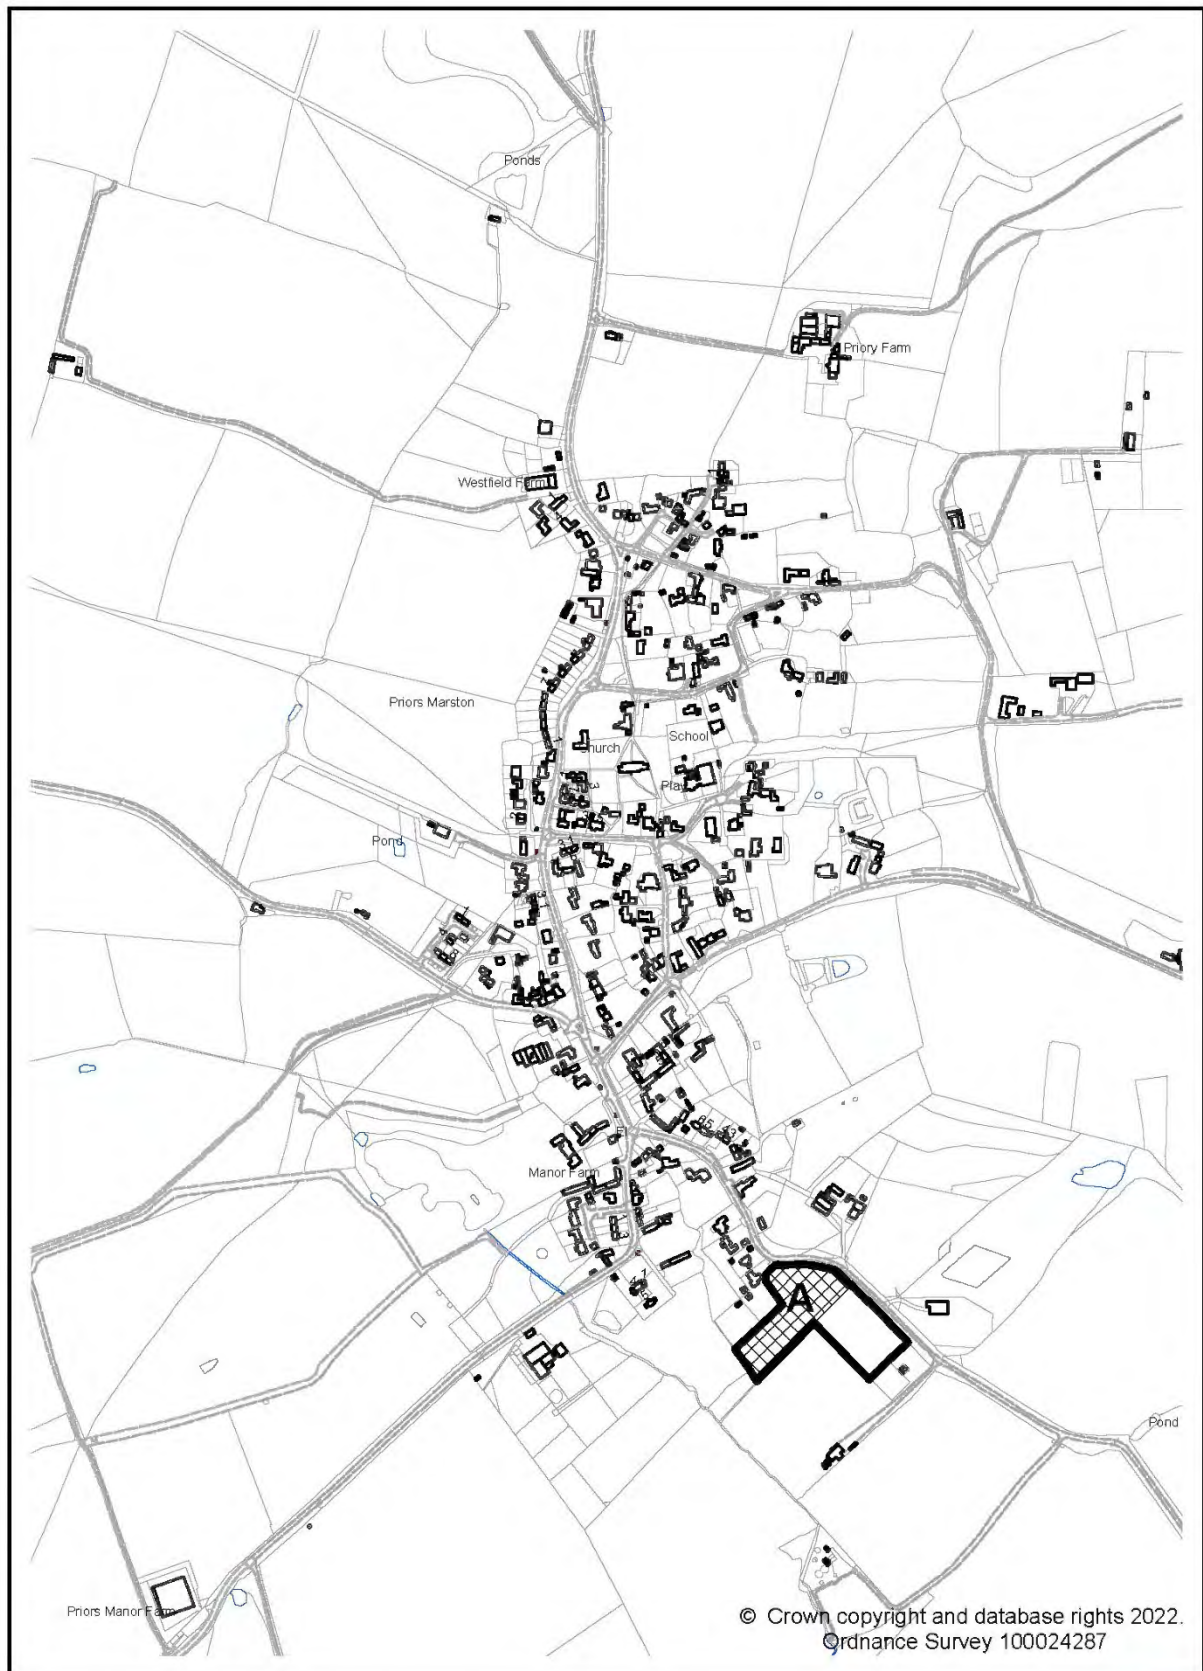 Ponds
Priory Farm
Westfield Farm
Priors Marston
School
Church
Play
Pond
Manor Farm
A
Pond
Priors Manor Farm
© Crown copyright and database rights 2022.
Ordnance Survey 100024287